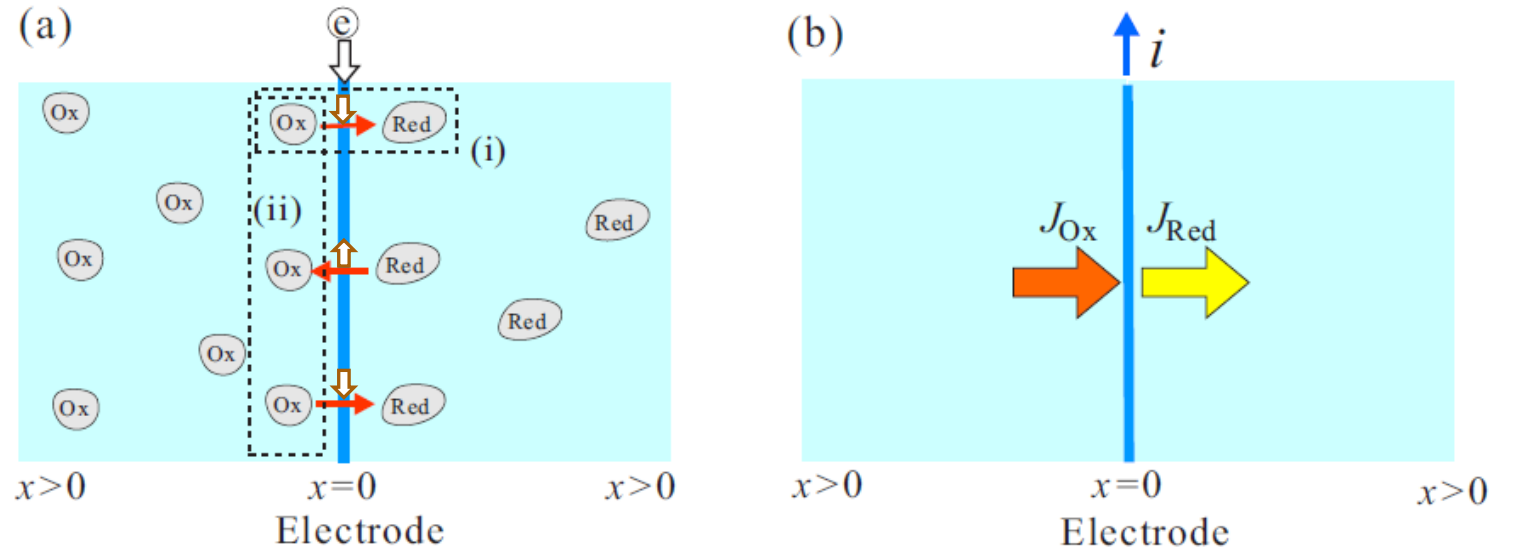 (a)
e
Ox
Ox
Red
(i)
Ox
(ii)
Red
Ox
Ox
Red
Red
Ox
Ox
Ox
Red
x>0
x=0
x>0
Electrode
(b)
i
J_Ox
J_Red
x>0
x=0
x>0
Electrode